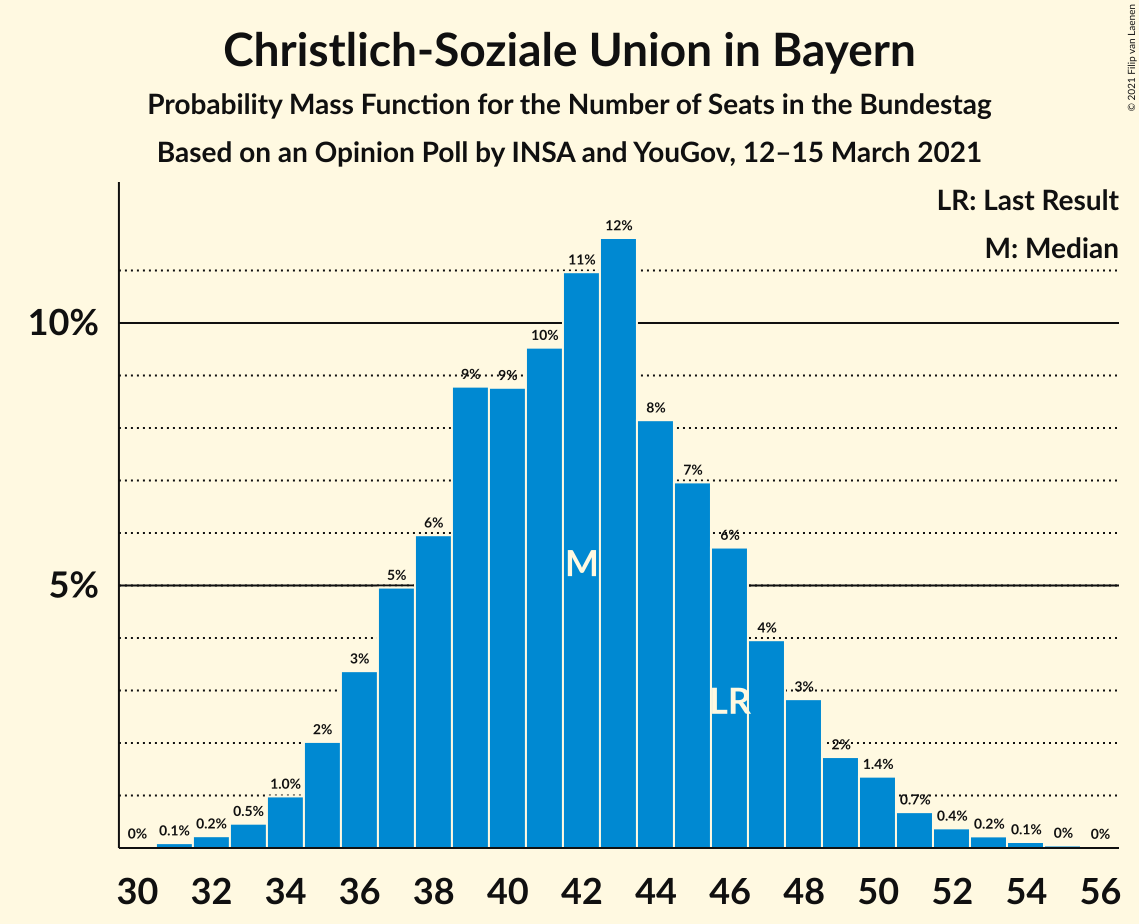 Christlich-Soziale Union in Bayern
Probability Mass Function for the Number of Seats in the Bundestag
Based on an Opinion Poll by INSA and YouGov, 12–15 March 2021
© 2021 Filip van Laenen
LR: Last Result
M: Median
10%
5%
0% 0.1% 0.2% 0.5% 1.0% 2% 3% 5% 6% 9% 9% 10% 11% 12% 8% 7% 6% 4% 3% 2% 1.4% 0.7% 0.4% 0.2% 0.1% 0% 0%
M
LR
30 32 34 36 38 40 42 44 46 48 50 52 54 56